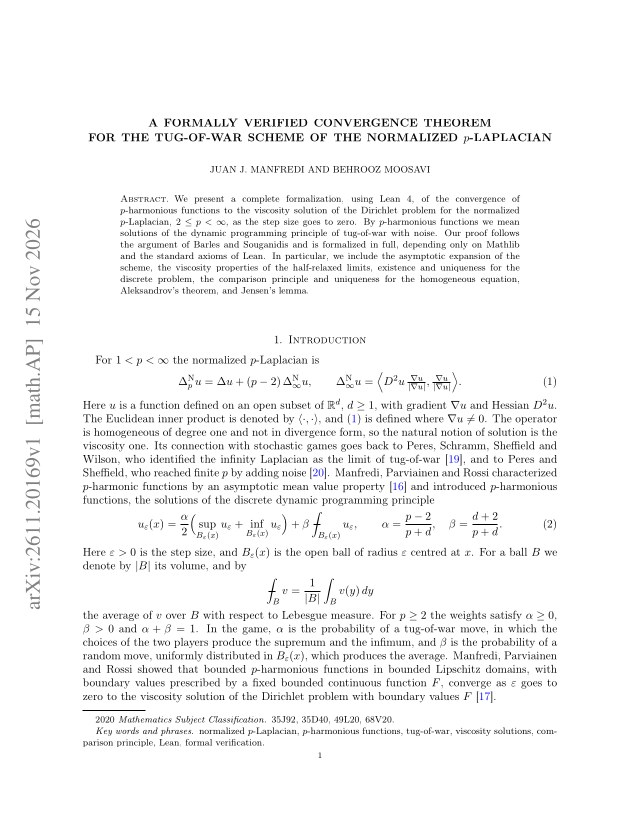 arXiv:2611.20169v1 [math.AP] 15 Nov 2026
A FORMALLY VERIFIED CONVERGENCE THEOREM
FOR THE TUG-OF-WAR SCHEME OF THE NORMALIZED p-LAPLACIAN
JUAN J. MANFREDI AND BEHROOZ MOOSAVI
Abstract. We present a complete formalization, using Lean 4, of the convergence of
p-harmonious functions to the viscosity solution of the Dirichlet problem for the normalized
p-Laplacian, 2 ≤ p < ∞, as the step size goes to zero. By p-harmonious functions we mean
solutions of the dynamic programming principle of tug-of-war with noise. Our proof follows
the argument of Barles and Souganidis and is formalized in full, depending only on Mathlib
and the standard axioms of Lean. In particular, we include the asymptotic expansion of the
scheme, the viscosity properties of the half-relaxed limits, existence and uniqueness for the
discrete problem, the comparison principle and uniqueness for the homogeneous equation,
Aleksandrov's theorem, and Jensen's lemma.
1. Introduction
For 1 < p < ∞ the normalized p-Laplacian is
Δ_p^N u = Δu + (p − 2) Δ_∞^N u,   Δ_∞^N u = ⟨D²u ∇u/|∇u|, ∇u/|∇u|⟩.   (1)
Here u is a function defined on an open subset of ℝ^d, d ≥ 1, with gradient ∇u and Hessian D²u.
The Euclidean inner product is denoted by ⟨·, ·⟩, and (1) is defined where ∇u ≠ 0. The operator
is homogeneous of degree one and not in divergence form, so the natural notion of solution is the
viscosity one. Its connection with stochastic games goes back to Peres, Schramm, Sheffield and
Wilson, who identified the infinity Laplacian as the limit of tug-of-war [19], and to Peres and
Sheffield, who reached finite p by adding noise [20]. Manfredi, Parviainen and Rossi characterized
p-harmonic functions by an asymptotic mean value property [16] and introduced p-harmonious
functions, the solutions of the discrete dynamic programming principle
u_ε(x) = α/2 ( sup_{B_ε(x)} u_ε + inf_{B_ε(x)} u_ε ) + β ⨍_{B_ε(x)} u_ε,   α = (p − 2)/(p + d),   β = (d + 2)/(p + d).   (2)
Here ε > 0 is the step size, and B_ε(x) is the open ball of radius ε centred at x. For a ball B we
denote by |B| its volume, and by
⨍_B v = 1/|B| ∫_B v(y) dy
the average of v over B with respect to Lebesgue measure. For p ≥ 2 the weights satisfy α ≥ 0,
β > 0 and α + β = 1. In the game, α is the probability of a tug-of-war move, in which the
choices of the two players produce the supremum and the infimum, and β is the probability of a
random move, uniformly distributed in B_ε(x), which produces the average. Manfredi, Parviainen
and Rossi showed that bounded p-harmonious functions in bounded Lipschitz domains, with
boundary values prescribed by a fixed bounded continuous function F, converge as ε goes to
zero to the viscosity solution of the Dirichlet problem with boundary values F [17].
2020 Mathematics Subject Classification. 35J92, 35D40, 49L20, 68V20.
Key words and phrases. normalized p-Laplacian, p-harmonious functions, tug-of-war, viscosity solutions, com-
parison principle, Lean, formal verification.
1